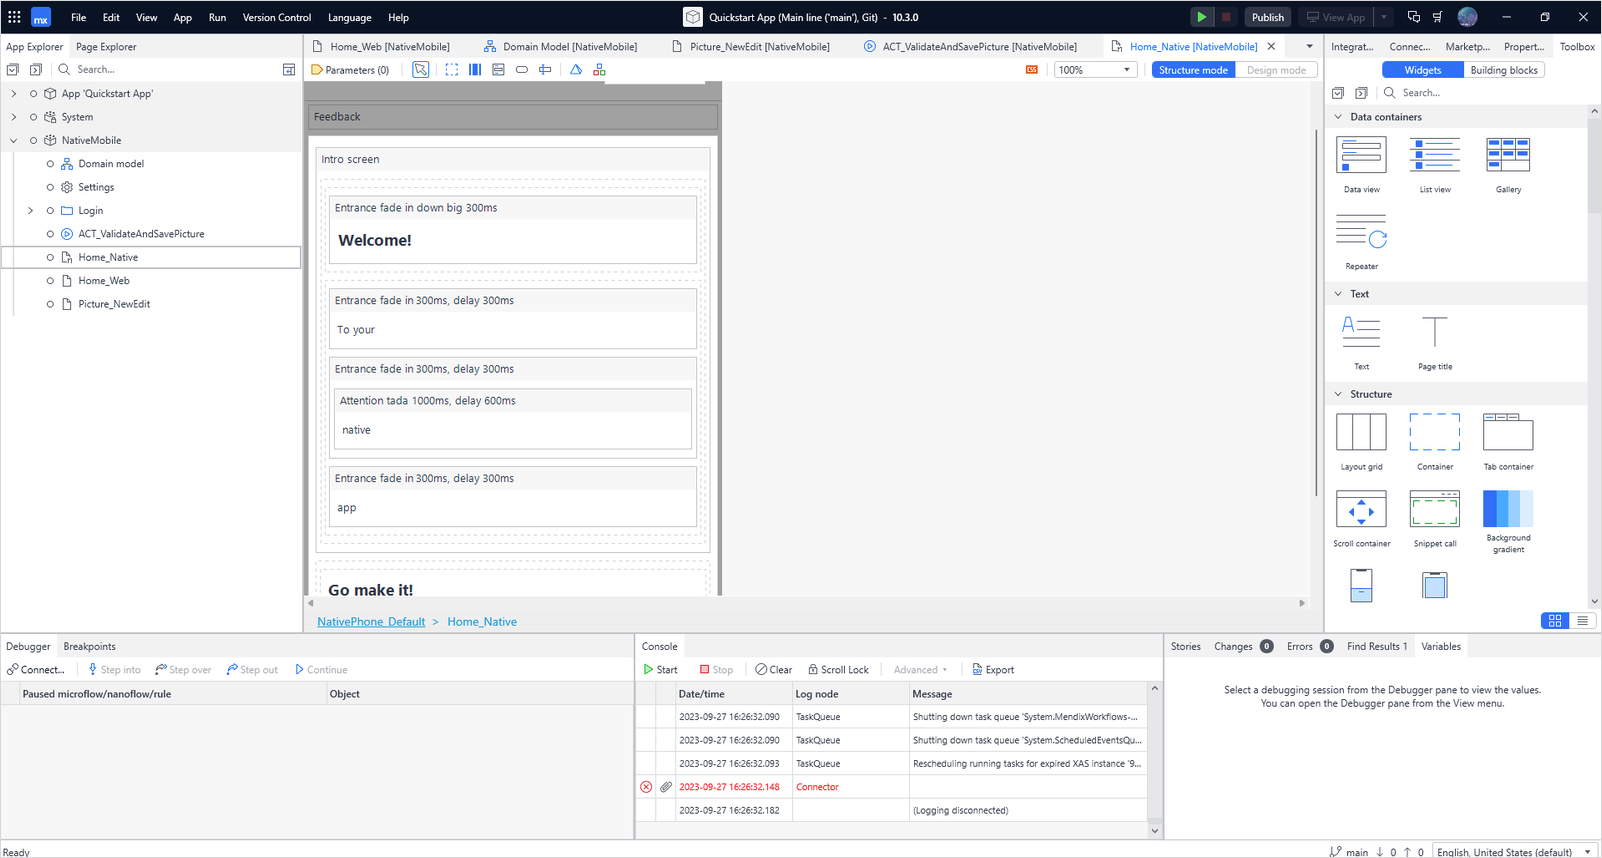 mx File Edit View App Run Version Control Language Help
Quickstart App (Main line ('main'), Git) - 10.3.0
Publish View App
App Explorer Page Explorer
Search...
App 'Quickstart App'
System
NativeMobile
Domain model
Settings
Login
ACT_ValidateAndSavePicture
Home_Native
Home_Web
Picture_NewEdit
Home_Web [NativeMobile] Domain Model [NativeMobile] Picture_NewEdit [NativeMobile] ACT_ValidateAndSavePicture [NativeMobile] Home_Native [NativeMobile]
Parameters (0) CSS 100% Structure mode Design mode
Feedback
Intro screen
Entrance fade in down big 300ms
Welcome!
Entrance fade in 300ms, delay 300ms
To your
Entrance fade in 300ms, delay 300ms
Attention tada 1000ms, delay 600ms
native
Entrance fade in 300ms, delay 300ms
app
Go make it!
NativePhone_Default > Home_Native
Integrat... Connec... Marketp... Propert... Toolbox
Widgets Building blocks
Search...
Data containers
Data view List view Gallery
Repeater
Text
Text Page title
Structure
Layout grid Container Tab container
Scroll container Snippet call Background gradient
Debugger Breakpoints
Connect... Step into Step over Step out Continue
Paused microflow/nanoflow/rule Object
Console
Start Stop Clear Scroll Lock Advanced Export
Date/time Log node Message
2023-09-27 16:26:32.090 TaskQueue Shutting down task queue 'System.MendixWorkflows-...
2023-09-27 16:26:32.090 TaskQueue Shutting down task queue 'System.ScheduledEventsQu...
2023-09-27 16:26:32.093 TaskQueue Rescheduling running tasks for expired XAS instance '9...
2023-09-27 16:26:32.148 Connector
2023-09-27 16:26:32.182 (Logging disconnected)
Stories Changes 0 Errors 0 Find Results 1 Variables
Select a debugging session from the Debugger pane to view the values.
You can open the Debugger pane from the View menu.
Ready
main 0 0 English, United States (default)